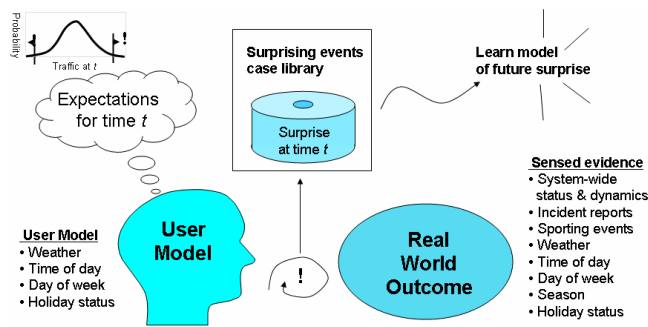 Probability
!
!
Traffic at t
Expectations
for time t
Surprising events
case library
Surprise
at time t
Learn model
of future surprise
User Model
• Weather
• Time of day
• Day of week
• Holiday status
User
Model
!
Real
World
Outcome
Sensed evidence
• System-wide
status & dynamics
• Incident reports
• Sporting events
• Weather
• Time of day
• Day of week
• Season
• Holiday status